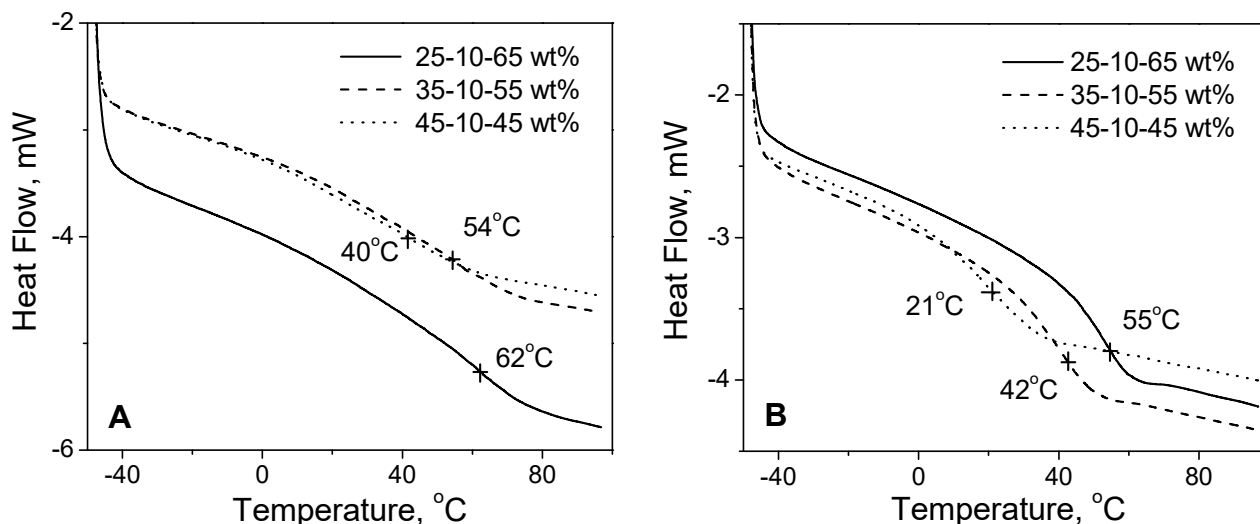 -2
25-10-65 wt%
35-10-55 wt%
45-10-45 wt%
Heat Flow, mW
-4
54°C
40°C
62°C
A
-6
-40
0
40
80
Temperature, °C
25-10-65 wt%
-2
35-10-55 wt%
45-10-45 wt%
Heat Flow, mW
-3
21°C
55°C
42°C
-4
B
-40
0
40
80
Temperature, °C